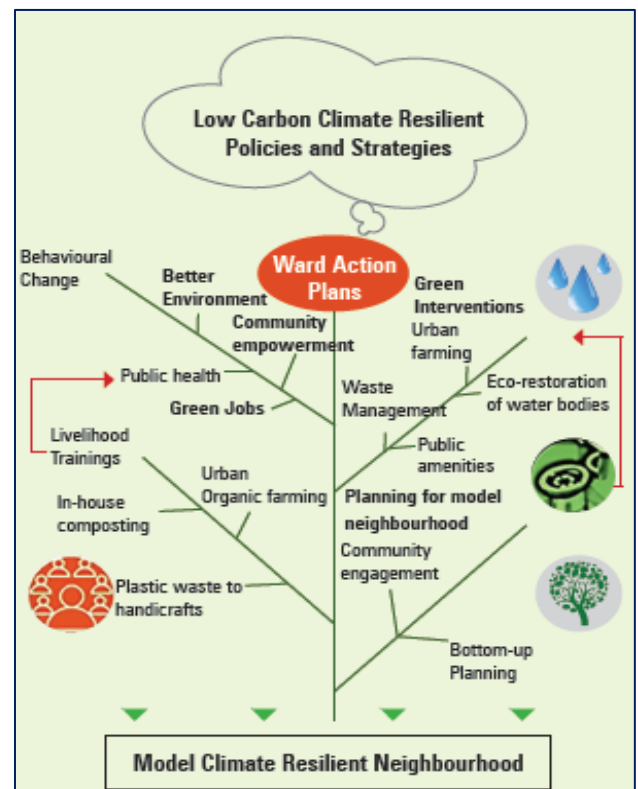 Low Carbon Climate Resilient
Policies and Strategies
Ward Action
Plans
Behavioural
Change
Better
Environment
Community
empowerment
Public health
Green Jobs
Green
Interventions
Urban
farming
Eco-restoration
of water bodies
Waste
Management
Public
amenities
Livelihood
Trainings
In-house
composting
Urban
Organic farming
Plastic waste to
handicrafts
Planning for model
neighbourhood
Community
engagement
Bottom-up
Planning
Model Climate Resilient Neighbourhood